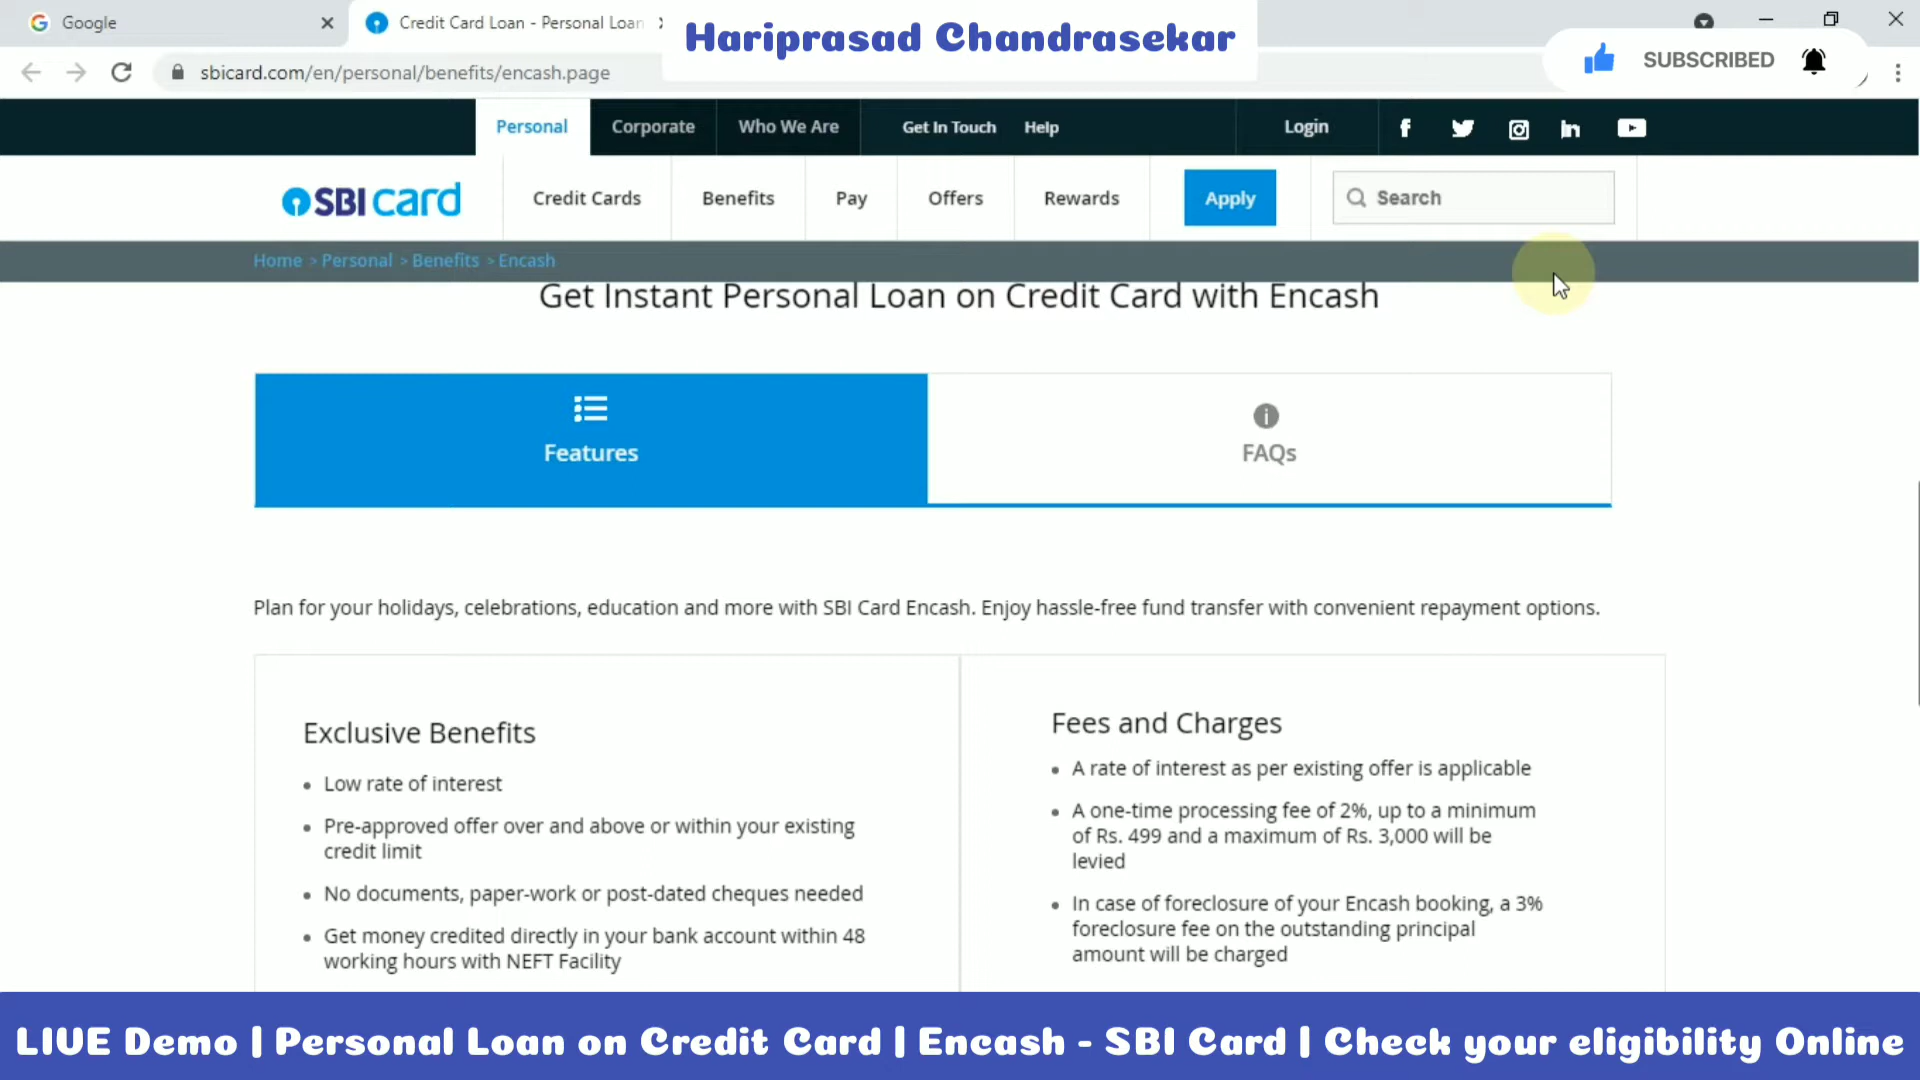 Google
Credit Card Loan - Personal Loan
Hariprasad Chandrasekar
sbicard.com/en/personal/benefits/encash.page
SUBSCRIBED
Personal
Corporate
Who We Are
Get In Touch
Help
Login
SBI card
Credit Cards
Benefits
Pay
Offers
Rewards
Apply
Search
Home > Personal > Benefits > Encash
Get Instant Personal Loan on Credit Card with Encash
Features
FAQs
Plan for your holidays, celebrations, education and more with SBI Card Encash. Enjoy hassle-free fund transfer with convenient repayment options.
Exclusive Benefits
• Low rate of interest
• Pre-approved offer over and above or within your existing
credit limit
• No documents, paper-work or post-dated cheques needed
• Get money credited directly in your bank account within 48
working hours with NEFT Facility
Fees and Charges
• A rate of interest as per existing offer is applicable
• A one-time processing fee of 2%, up to a minimum
of Rs. 499 and a maximum of Rs. 3,000 will be
levied
• In case of foreclosure of your Encash booking, a 3%
foreclosure fee on the outstanding principal
amount will be charged
LIVE Demo | Personal Loan on Credit Card | Encash - SBI Card | Check your eligibility Online